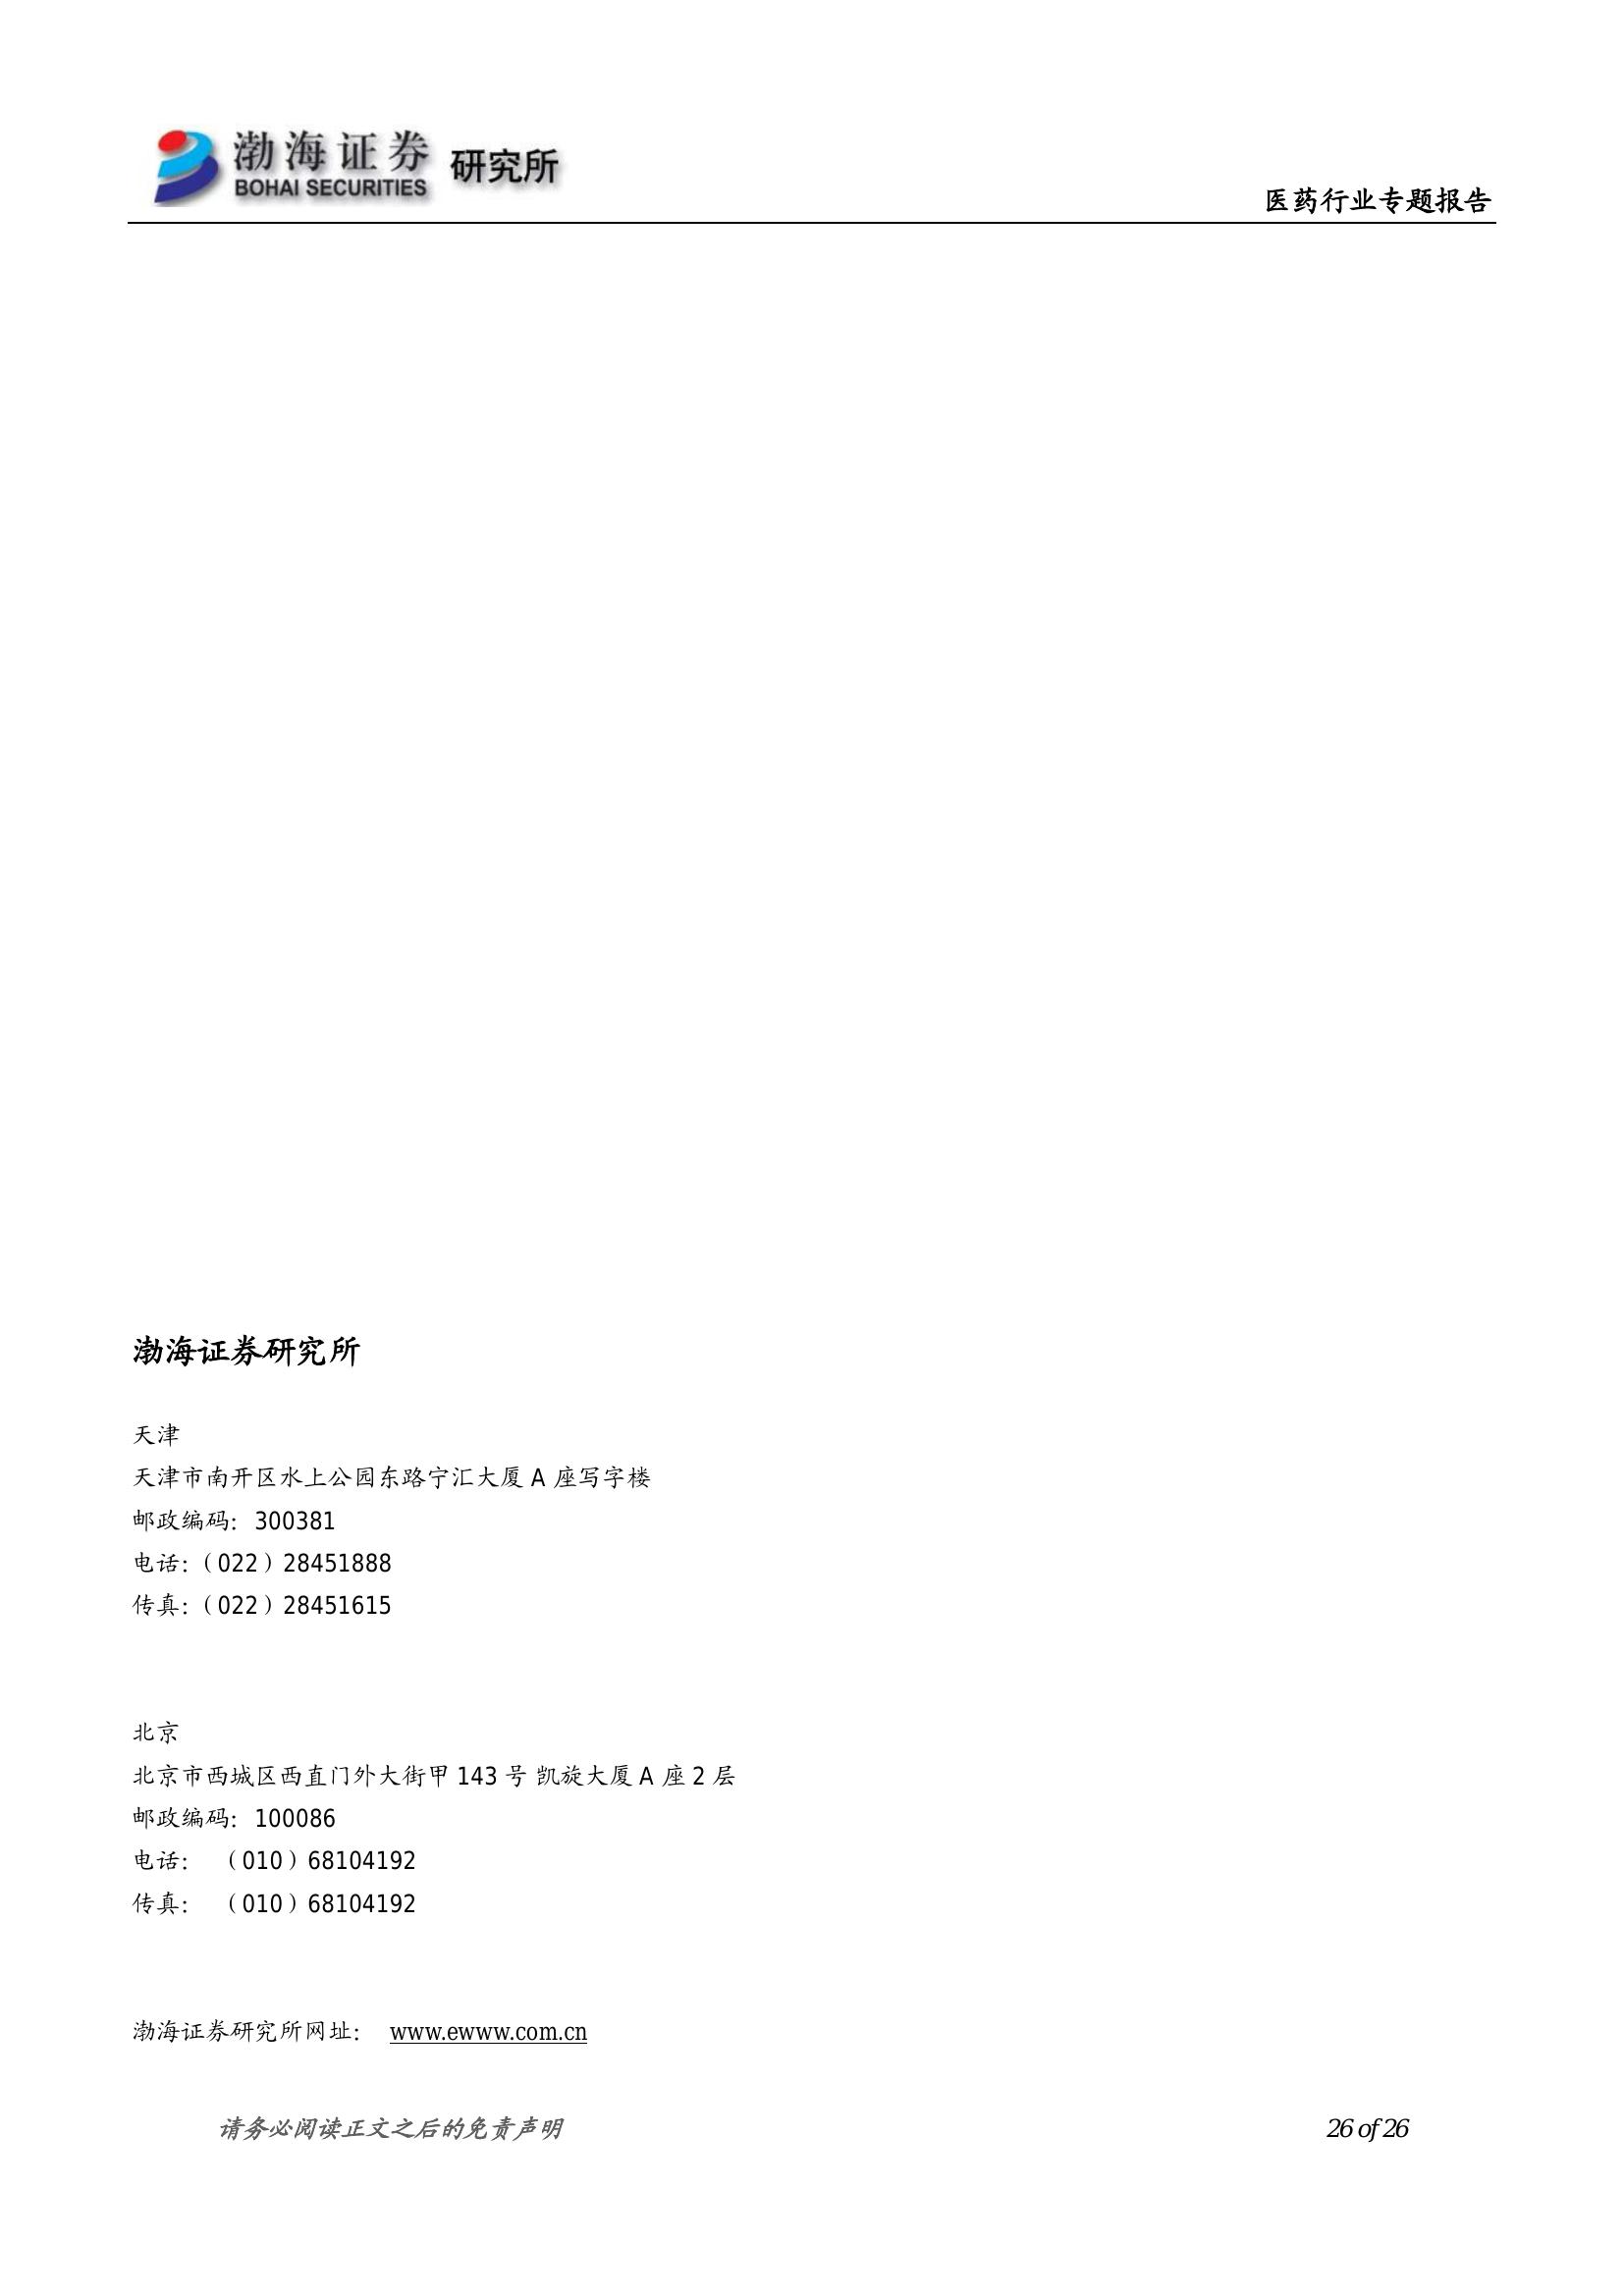 渤海证券 研究所
BOHAI SECURITIES
医药行业专题报告
渤海证券研究所
天津
天津市南开区水上公园东路宁汇大厦 A 座写字楼
邮政编码：300381
电话：（022）28451888
传真：（022）28451615
北京
北京市西城区西直门外大街甲 143 号 凯旋大厦 A 座 2 层
邮政编码：100086
电话： （010）68104192
传真： （010）68104192
渤海证券研究所网址： www.ewww.com.cn
请务必阅读正文之后的免责声明 26 of 26